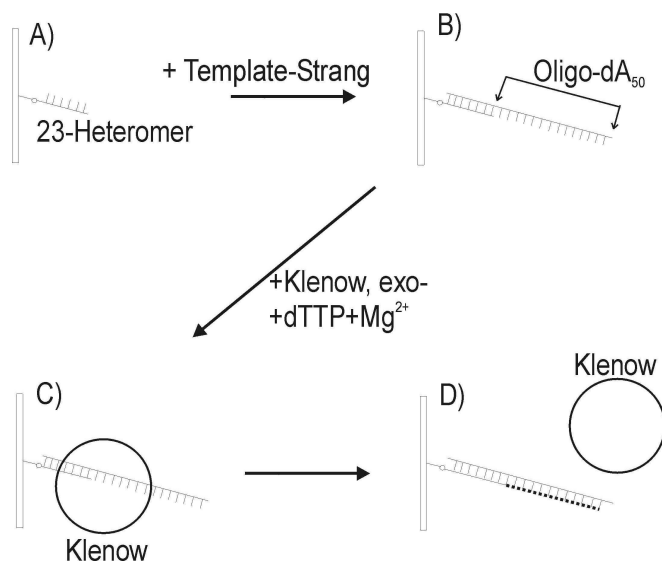 A)
+ Template-Strang
23-Heteromer
B)
Oligo-dA₅₀
+Klenow, exo-
+dTTP+Mg²⁺
C)
Klenow
D)
Klenow